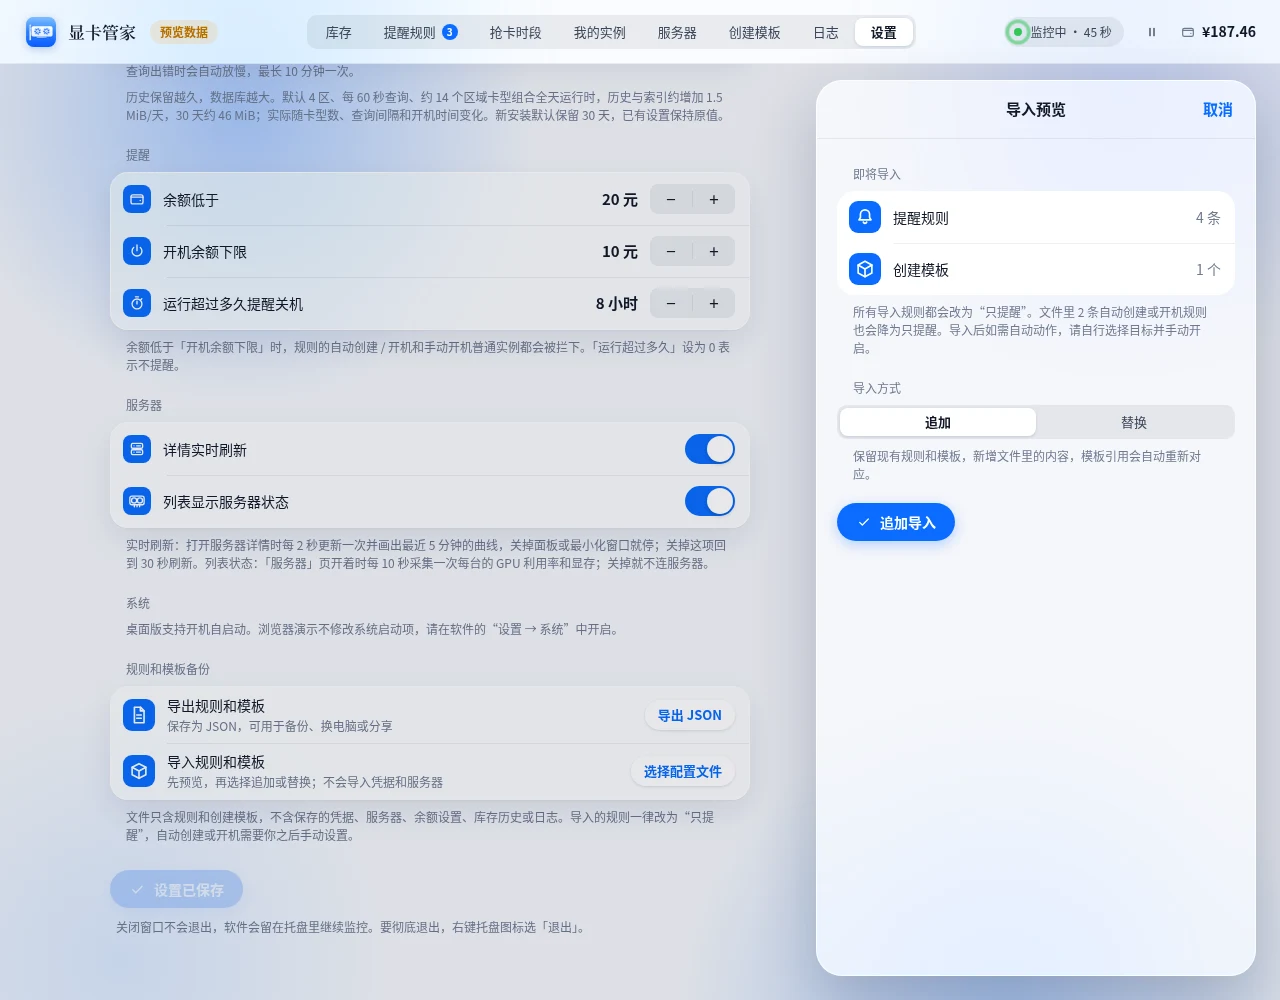 显卡管家
预览数据
库存
提醒规则 3
抢卡时段
我的实例
服务器
创建模板
日志
设置
监控中 · 45 秒
¥187.46
查询出错时会自动放慢，最长 10 分钟一次。
历史保留越久，数据库越大。默认 4 区、每 60 秒查询、约 14 个区域卡型组合全天运行时，历史与索引约增加 1.5
MiB/天，30 天约 46 MiB；实际随卡型数、查询间隔和开机时间变化。新安装默认保留 30 天，已有设置保持原值。
提醒
余额低于
20 元
− +
开机余额下限
10 元
− +
运行超过多久提醒关机
8 小时
− +
余额低于「开机余额下限」时，规则的自动创建 / 开机和手动开机普通实例都会被拦下。「运行超过多久」设为 0 表
示不提醒。
服务器
详情实时刷新
列表显示服务器状态
实时刷新：打开服务器详情时每 2 秒更新一次并画出最近 5 分钟的曲线，关掉面板或最小化窗口就停；关掉这项回
到 30 秒刷新。列表状态：「服务器」页开着时每 10 秒采集一次每台的 GPU 利用率和显存；关掉就不连服务器。
系统
桌面版支持开机自启动。浏览器演示不修改系统启动项，请在软件的“设置 → 系统”中开启。
规则和模板备份
导出规则和模板
保存为 JSON，可用于备份、换电脑或分享
导出 JSON
导入规则和模板
先预览，再选择追加或替换；不会导入凭据和服务器
选择配置文件
文件只含规则和创建模板，不含保存的凭据、服务器、余额设置、库存历史或日志。导入的规则一律改为“只提
醒”，自动创建或开机需要你之后手动设置。
设置已保存
关闭窗口不会退出，软件会留在托盘里继续监控。要彻底退出，右键托盘图标选「退出」。
导入预览
取消
即将导入
提醒规则
4 条
创建模板
1 个
所有导入规则都会改为“只提醒”。文件里 2 条自动创建或开机规则
也会降为只提醒。导入后如需自动动作，请自行选择目标并手动开
启。
导入方式
追加
替换
保留现有规则和模板，新增文件里的内容，模板引用会自动重新对
应。
追加导入